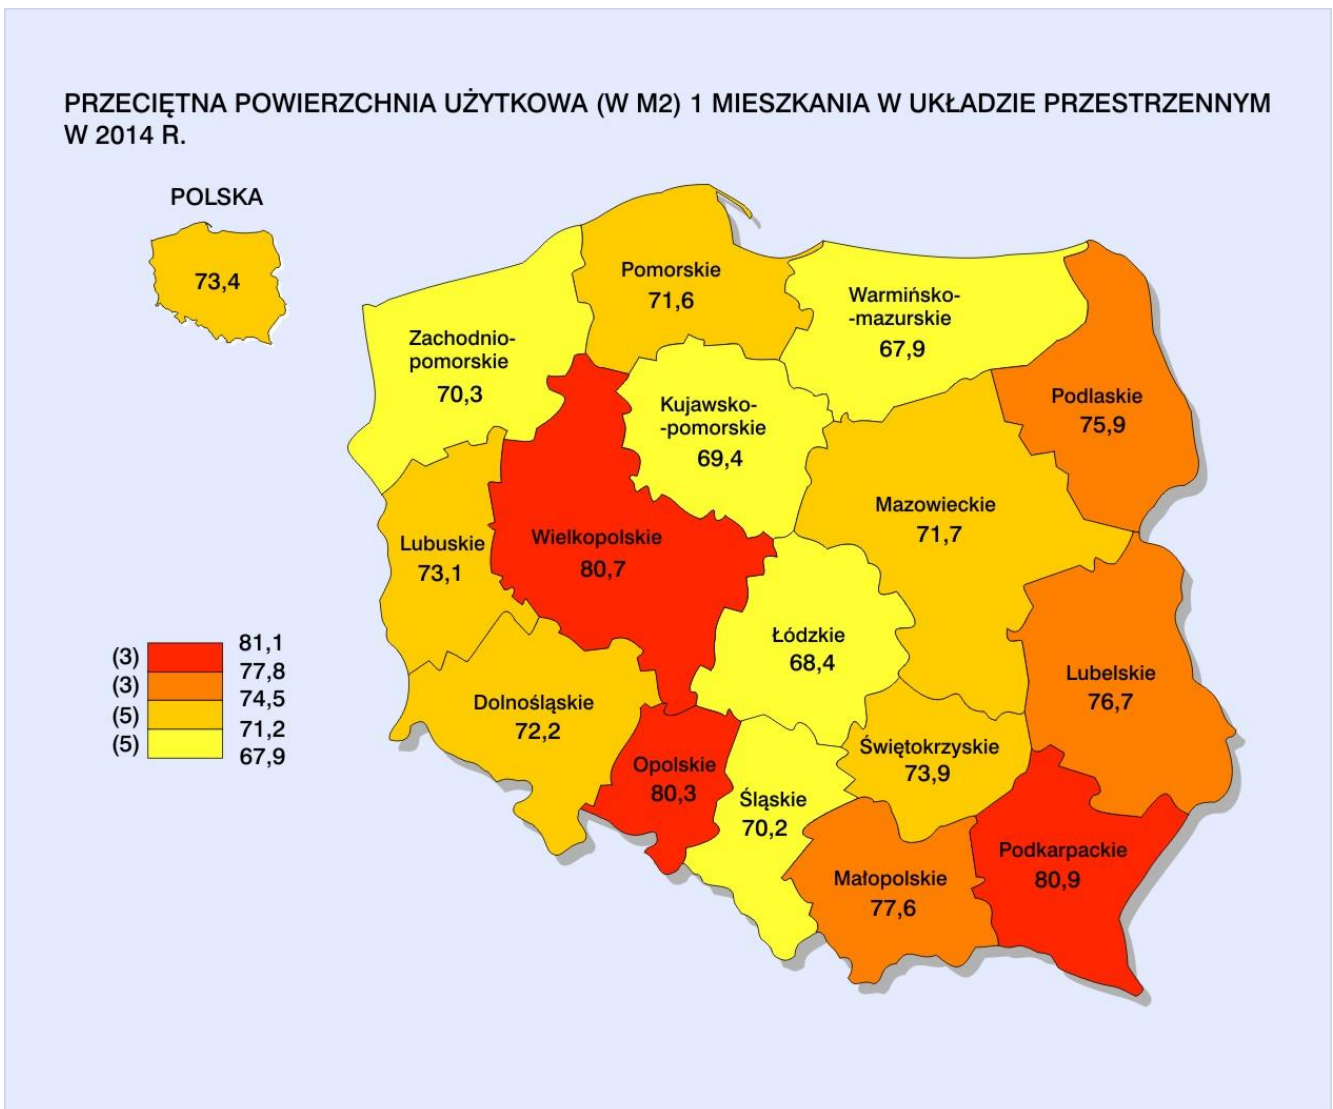 PRZECIĘTNA POWIERZCHNIA UŻYTKOWA (W M2) 1 MIESZKANIA W UKŁADZIE PRZESTRZENNYM
W 2014 R.
POLSKA
73,4
Pomorskie
71,6
Warmińsko-
-mazurskie
67,9
Zachodnio-
pomorskie
70,3
Kujawsko-
-pomorskie
69,4
Podlaskie
75,9
Mazowieckie
71,7
Lubuskie
73,1
Wielkopolskie
80,7
Łódzkie
68,4
Lubelskie
76,7
Dolnośląskie
72,2
Opolskie
80,3
Śląskie
70,2
Świętokrzyskie
73,9
Małopolskie
77,6
Podkarpackie
80,9
81,1
(3)
77,8
(3)
74,5
(5)
71,2
(5)
67,9